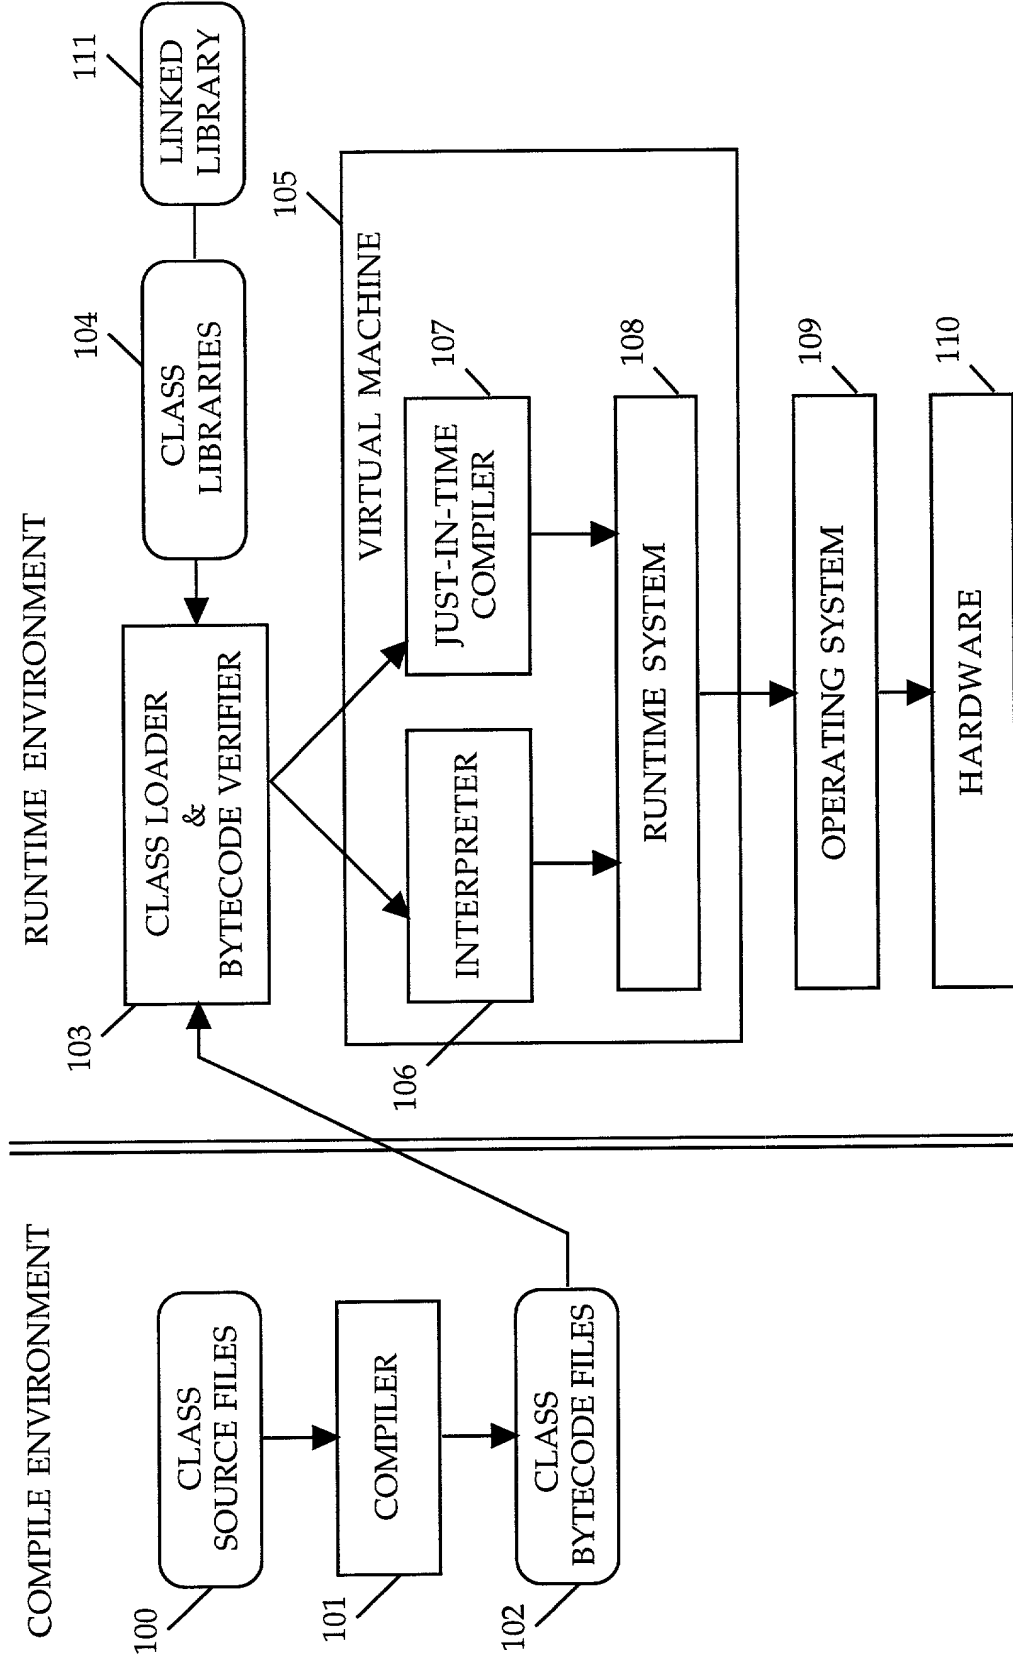 COMPILE ENVIRONMENT
100
CLASS
SOURCE FILES
101
COMPILER
102
CLASS
BYTECODE FILES
RUNTIME ENVIRONMENT
103
CLASS LOADER
&
BYTECODE VERIFIER
104
CLASS
LIBRARIES
111
LINKED
LIBRARY
105
VIRTUAL MACHINE
106
INTERPRETER
107
JUST-IN-TIME
COMPILER
108
RUNTIME SYSTEM
109
OPERATING SYSTEM
110
HARDWARE